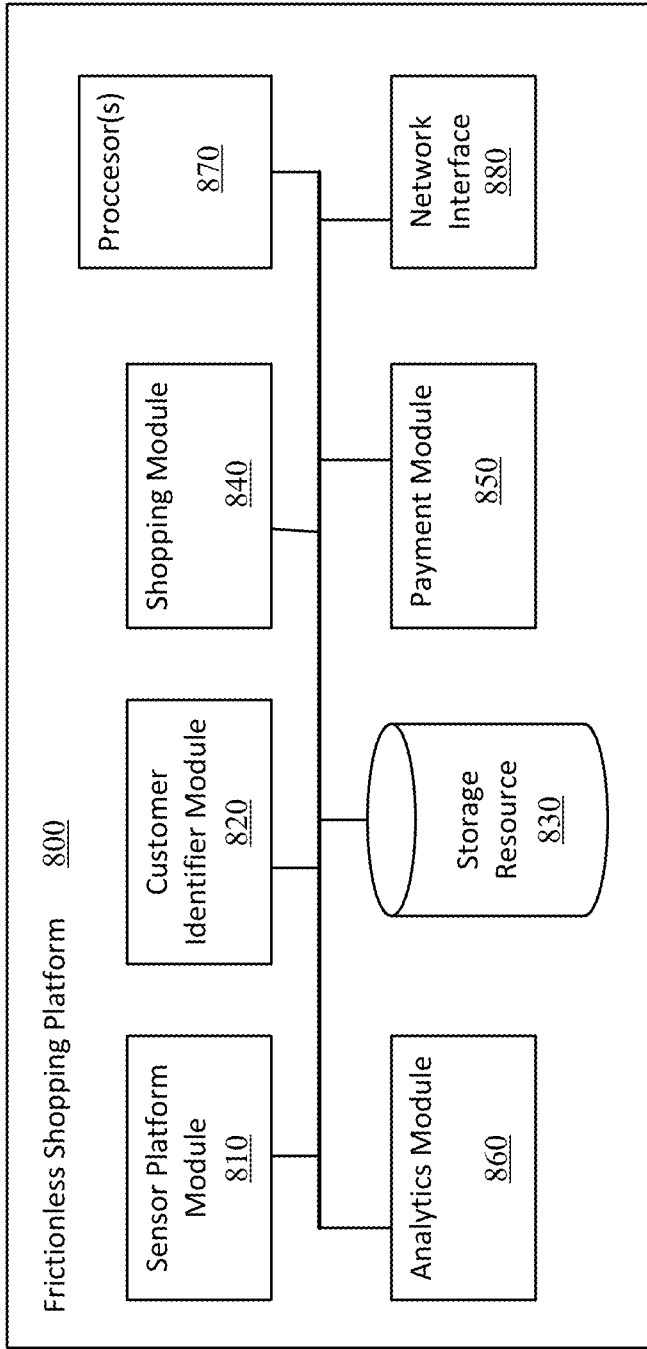 Frictionless Shopping Platform 800
Sensor Platform
Module
810
Customer
Identifier Module
820
Shopping Module
840
Proccesor(s)
870
Analytics Module
860
Storage
Resource
830
Payment Module
850
Network
Interface
880